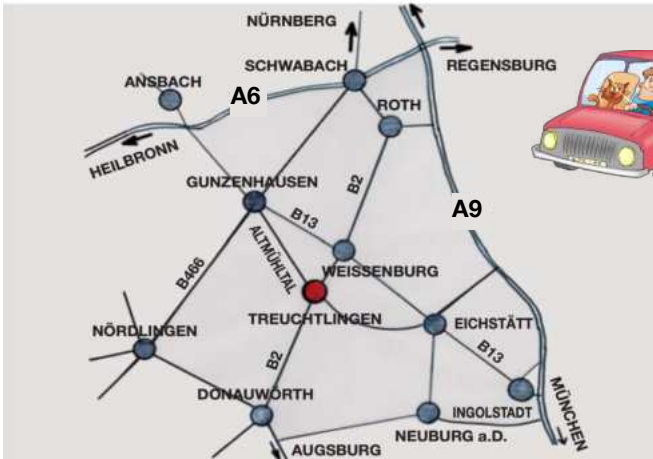 NÜRNBERG
SCHWABACH
REGENSBURG
ANSBACH
A6
ROTH
HEILBRONN
GUNZENHAUSEN
B2
A9
B13
ALTMÜHLTAL
WEISSENBURG
B466
TREUCHTLINGEN
EICHSTÄTT
NÖRDLINGEN
B2
B13
DONAUWÖRTH
MÜNCHEN
INGOLSTADT
NEUBURG a.D.
AUGSBURG